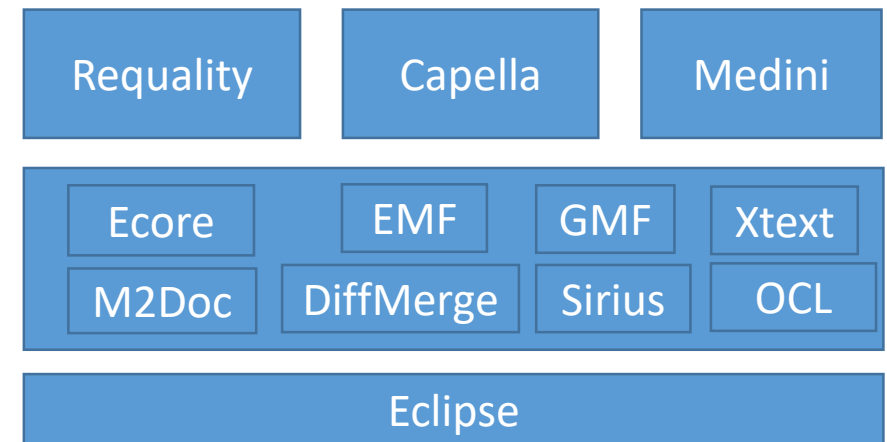 Requality Capella Medini
Ecore EMF GMF Xtext
M2Doc DiffMerge Sirius OCL
Eclipse